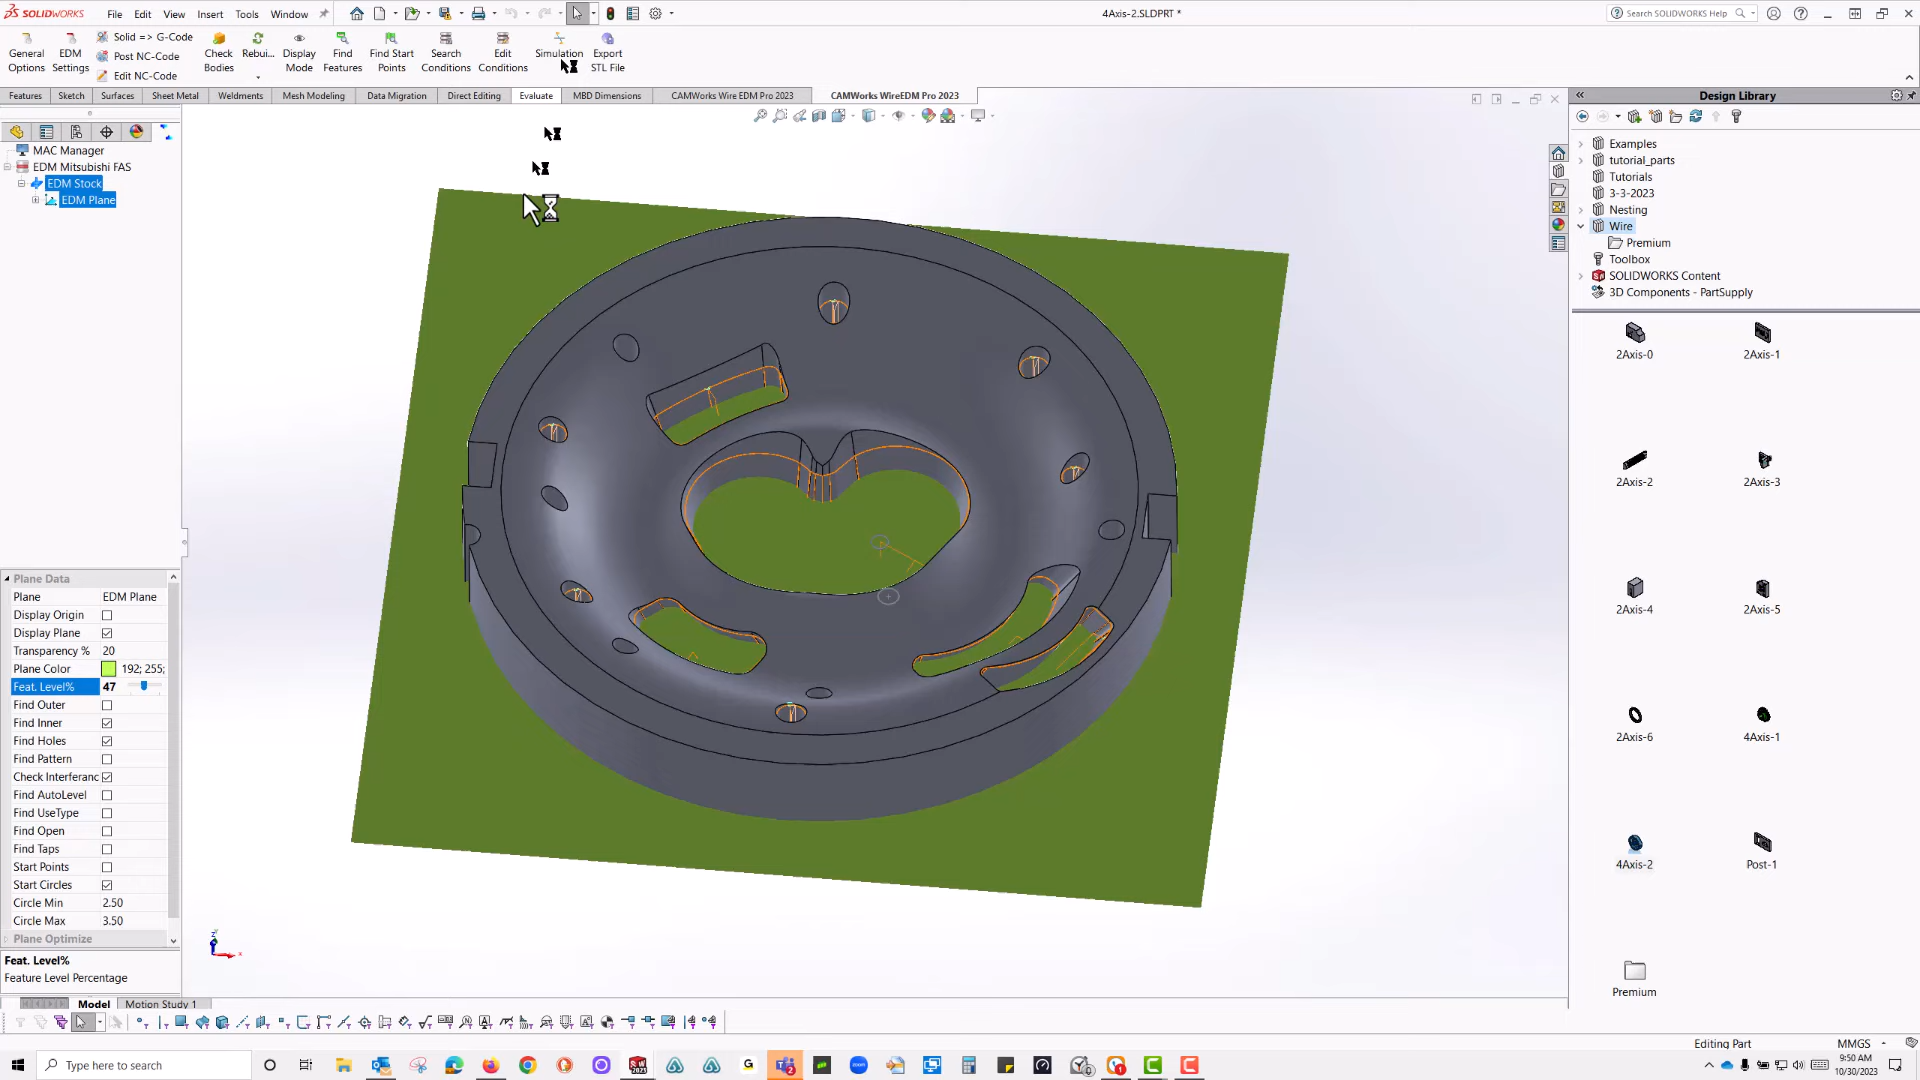 SOLIDWORKS File Edit View Insert Tools Window 4Axis-2.SLDPRT * Search SOLIDWORKS Help
General Options
EDM Settings
Solid => G-Code
Post NC-Code
Edit NC-Code
Check Bodies
Rebui...
Display Mode
Find Features
Find Start Points
Search Conditions
Edit Conditions
Simulation
Export STL File
Features Sketch Surfaces Sheet Metal Weldments Mesh Modeling Data Migration Direct Editing Evaluate MBD Dimensions CAMWorks Wire EDM Pro 2023 CAMWorks WireEDM Pro 2023
MAC Manager
EDM Mitsubishi FAS
EDM Stock
EDM Plane
Plane Data
Plane EDM Plane
Display Origin
Display Plane
Transparency % 20
Plane Color 192; 255;
Feat. Level% 47
Find Outer
Find Inner
Find Holes
Find Pattern
Check Interferanc
Find AutoLevel
Find UseType
Find Open
Find Taps
Start Points
Start Circles
Circle Min 2.50
Circle Max 3.50
Plane Optimize
Feat. Level%
Feature Level Percentage
Z
x
Design Library
Examples
tutorial_parts
Tutorials
3-3-2023
Nesting
Wire
Premium
Toolbox
SOLIDWORKS Content
3D Components - PartSupply
2Axis-0 2Axis-1
2Axis-2 2Axis-3
2Axis-4 2Axis-5
2Axis-6 4Axis-1
4Axis-2 Post-1
Premium
Model Motion Study 1
Editing Part MMGS
Type here to search
9:50 AM
10/30/2023